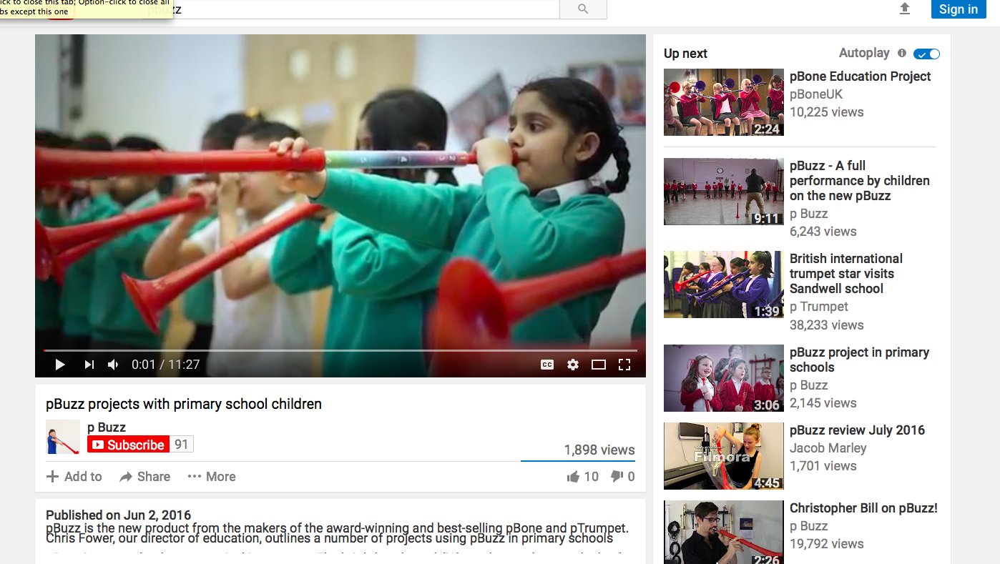 ick to close this tab; Option-click to close all
bs except this one
pbuzz
Sign in
0:01 / 11:27
CC
pBuzz projects with primary school children
p Buzz
Subscribe 91
1,898 views
Add to Share More 10 0
Published on Jun 2, 2016
pBuzz is the new product from the makers of the award-winning and best-selling pBone and pTrumpet.
Chris Fower, our director of education, outlines a number of projects using pBuzz in primary schools
Up next Autoplay
pBone Education Project
pBoneUK
10,225 views
2:24
pBuzz - A full
performance by children
on the new pBuzz
p Buzz
6,243 views
9:11
British international
trumpet star visits
Sandwell school
p Trumpet
38,233 views
1:39
pBuzz project in primary
schools
p Buzz
2,145 views
3:06
pBuzz review July 2016
Jacob Marley
1,701 views
Filmora
4:45
Christopher Bill on pBuzz!
p Buzz
19,792 views
2:26